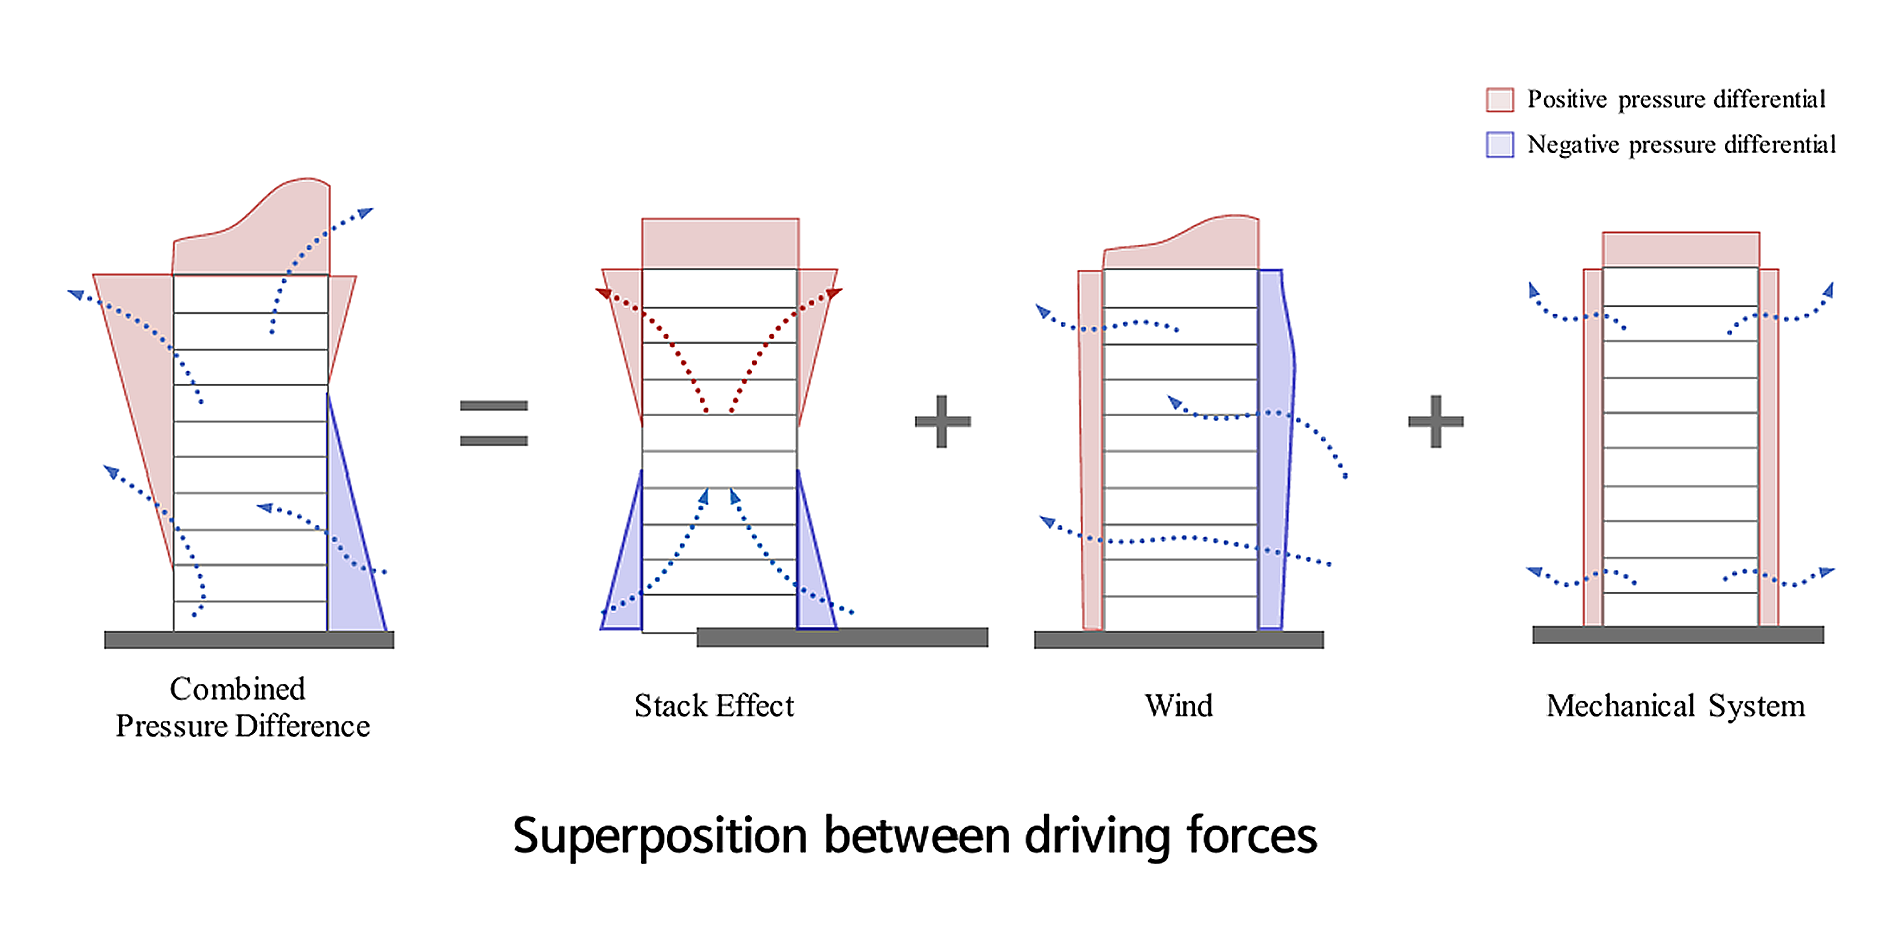 Positive pressure differential
Negative pressure differential
Combined
Pressure Difference
Stack Effect
Wind
Mechanical System
Superposition between driving forces